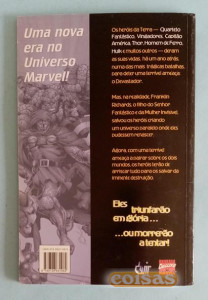 Uma nova
era no
Universo
Marvel!
Os heróis da Terra — Quarteto
Fantástico, Vingadores, Capitão
América, Thor, Homem de Ferro,
Hulk e muitos outros — deram
as suas vidas, há um ano atrás,
numa das mais trágicas batalhas,
para deter uma terrível ameaça:
o Devassador.
Mas, na realidade, Franklin
Richards, o filho do Senhor
Fantástico e da Mulher Invisível,
salvou os heróis criando
um universo paralelo onde eles
pudessem renascer.
Agora, com uma terrível
ameaça a pairar sobre os dois
mundos, os heróis terão de
arriscar tudo para os salvar da
iminente destruição.
Eles
triunfarão
em glória...
...ou morrerão
a tentar!
Devir
coisas